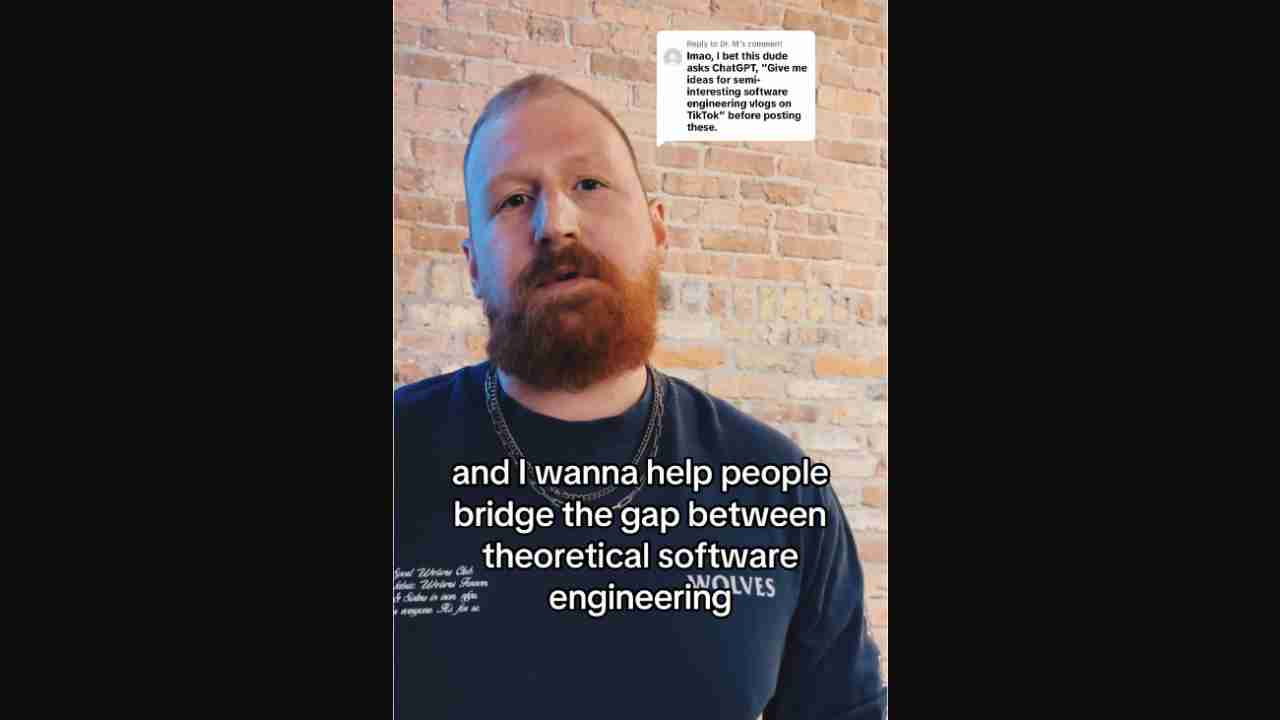 Reply to Dr. M's comment
lmao, I bet this dude
asks ChatGPT, "Give me
ideas for semi-
interesting software
engineering vlogs on
TikTok" before posting
these.
and I wanna help people
bridge the gap between
theoretical software
engineering
WOLVES